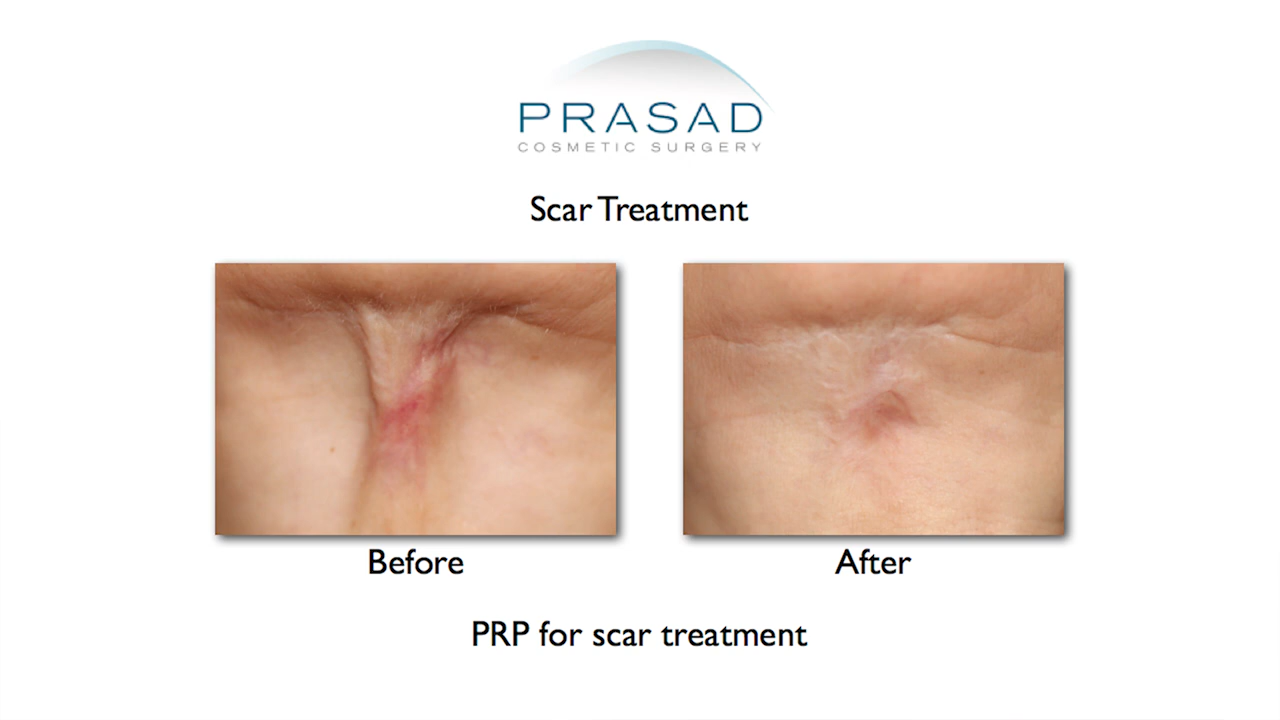 PRASAD
COSMETIC SURGERY
Scar Treatment
Before
After
PRP for scar treatment